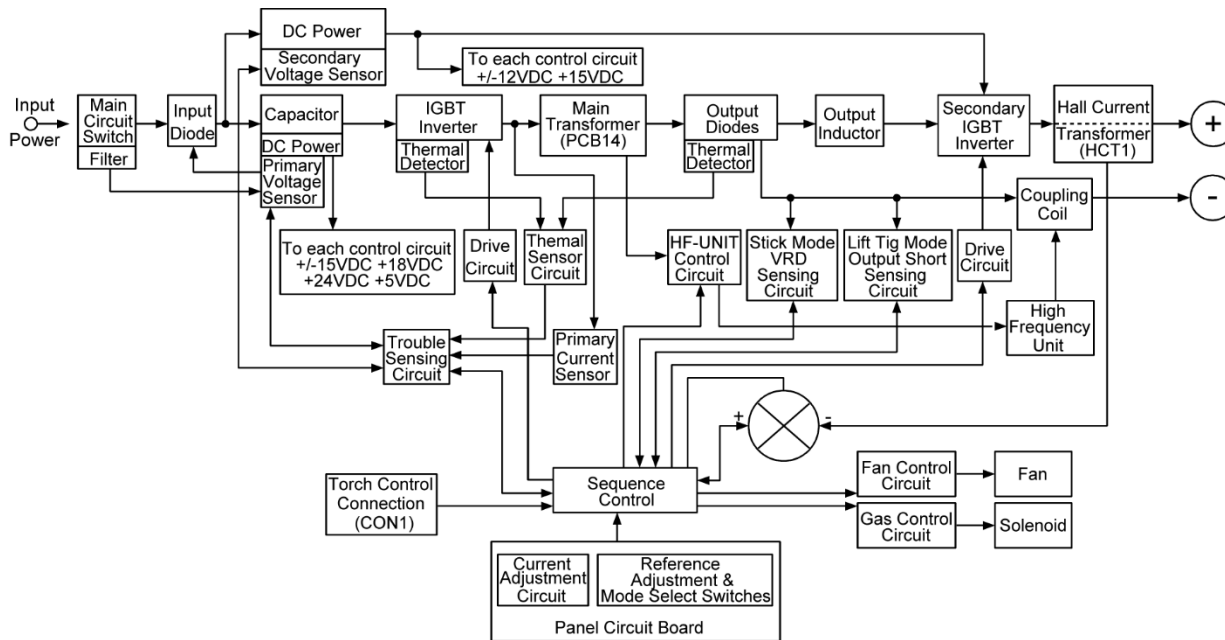 DC Power
Secondary
Voltage Sensor
To each control circuit
+/-12VDC +15VDC
Input
Power
Main
Circuit
Switch
Filter
Input
Diode
Capacitor
DC Power
Primary
Voltage
Sensor
IGBT
Inverter
Thermal
Detector
Main
Transformer
(PCB14)
Output
Diodes
Thermal
Detector
Output
Inductor
Secondary
IGBT
Inverter
Hall Current
Transformer
(HCT1)
+
-
Coupling
Coil
To each control circuit
+/-15VDC +18VDC
+24VDC +5VDC
Drive
Circuit
Themal
Sensor
Circuit
HF-UNIT
Control
Circuit
Stick Mode
VRD
Sensing
Circuit
Lift Tig Mode
Output Short
Sensing
Circuit
Drive Circuit
High
Frequency
Unit
Trouble
Sensing
Circuit
Primary
Current
Sensor
+
-
Torch Control
Connection
(CON1)
Sequence
Control
Fan Control
Circuit
Fan
Gas Control
Circuit
Solenoid
Current
Adjustment
Circuit
Reference
Adjustment &
Mode Select Switches
Panel Circuit Board